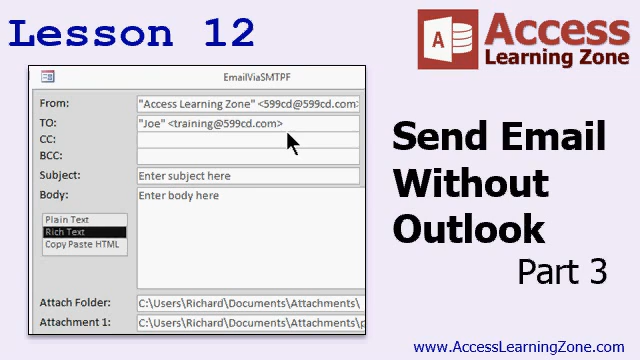 Lesson 12
A
Access
Learning Zone
EmailViaSMTPF
From:
"Access Learning Zone" <599cd@599cd.com>
TO:
"Joe" <training@599cd.com>
CC:
BCC:
Subject:
Enter subject here
Body:
Enter body here
Plain Text
Rich Text
Copy Paste HTML
Attach Folder:
C:\Users\Richard\Documents\Attachments\
Attachment 1:
C:\Users\Richard\Documents\Attachments\p
Send Email
Without
Outlook
Part 3
www.AccessLearningZone.com